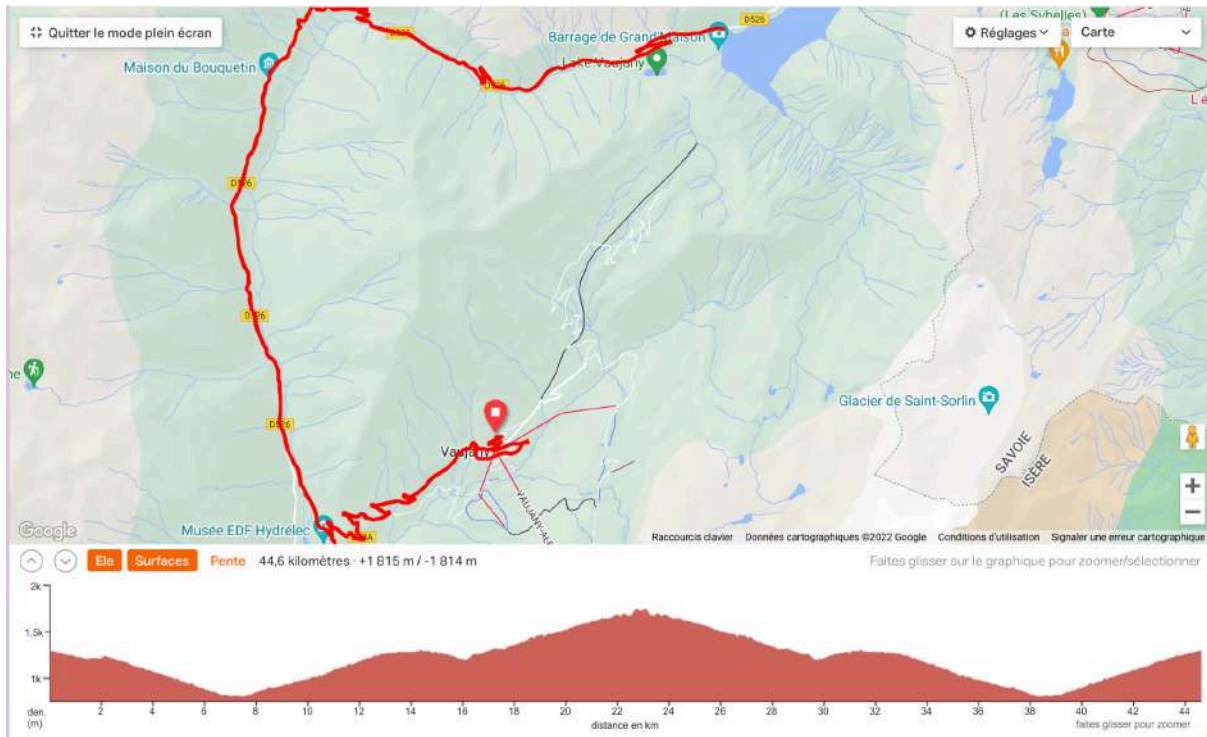 D526
(Les Sybelles)
Quitter le mode plein écran
Barrage de Grand'Maison
Réglages
Carte
Maison du Bouquetin
Lake Vaujany
D526
L'é
D526
D526
ne
Glacier de Saint-Sorlin
D526
Vaujany
SAVOIE
ISÈRE
VAUJANY-ALP
Musée EDF Hydrélec
Google
Raccourcis clavier
Données cartographiques ©2022 Google
Conditions d'utilisation
Signaler une erreur cartographique
Ele
Surfaces
Pente
44,6 kilomètres · +1 815 m / -1 814 m
Faites glisser sur le graphique pour zoomer/sélectionner
2k
1.5k
1k
den.
(m)
2 4 6 8 10 12 14 16 18 20 22 24 26 28 30 32 34 36 38 40 42 44
distance en km
faites glisser pour zoomer